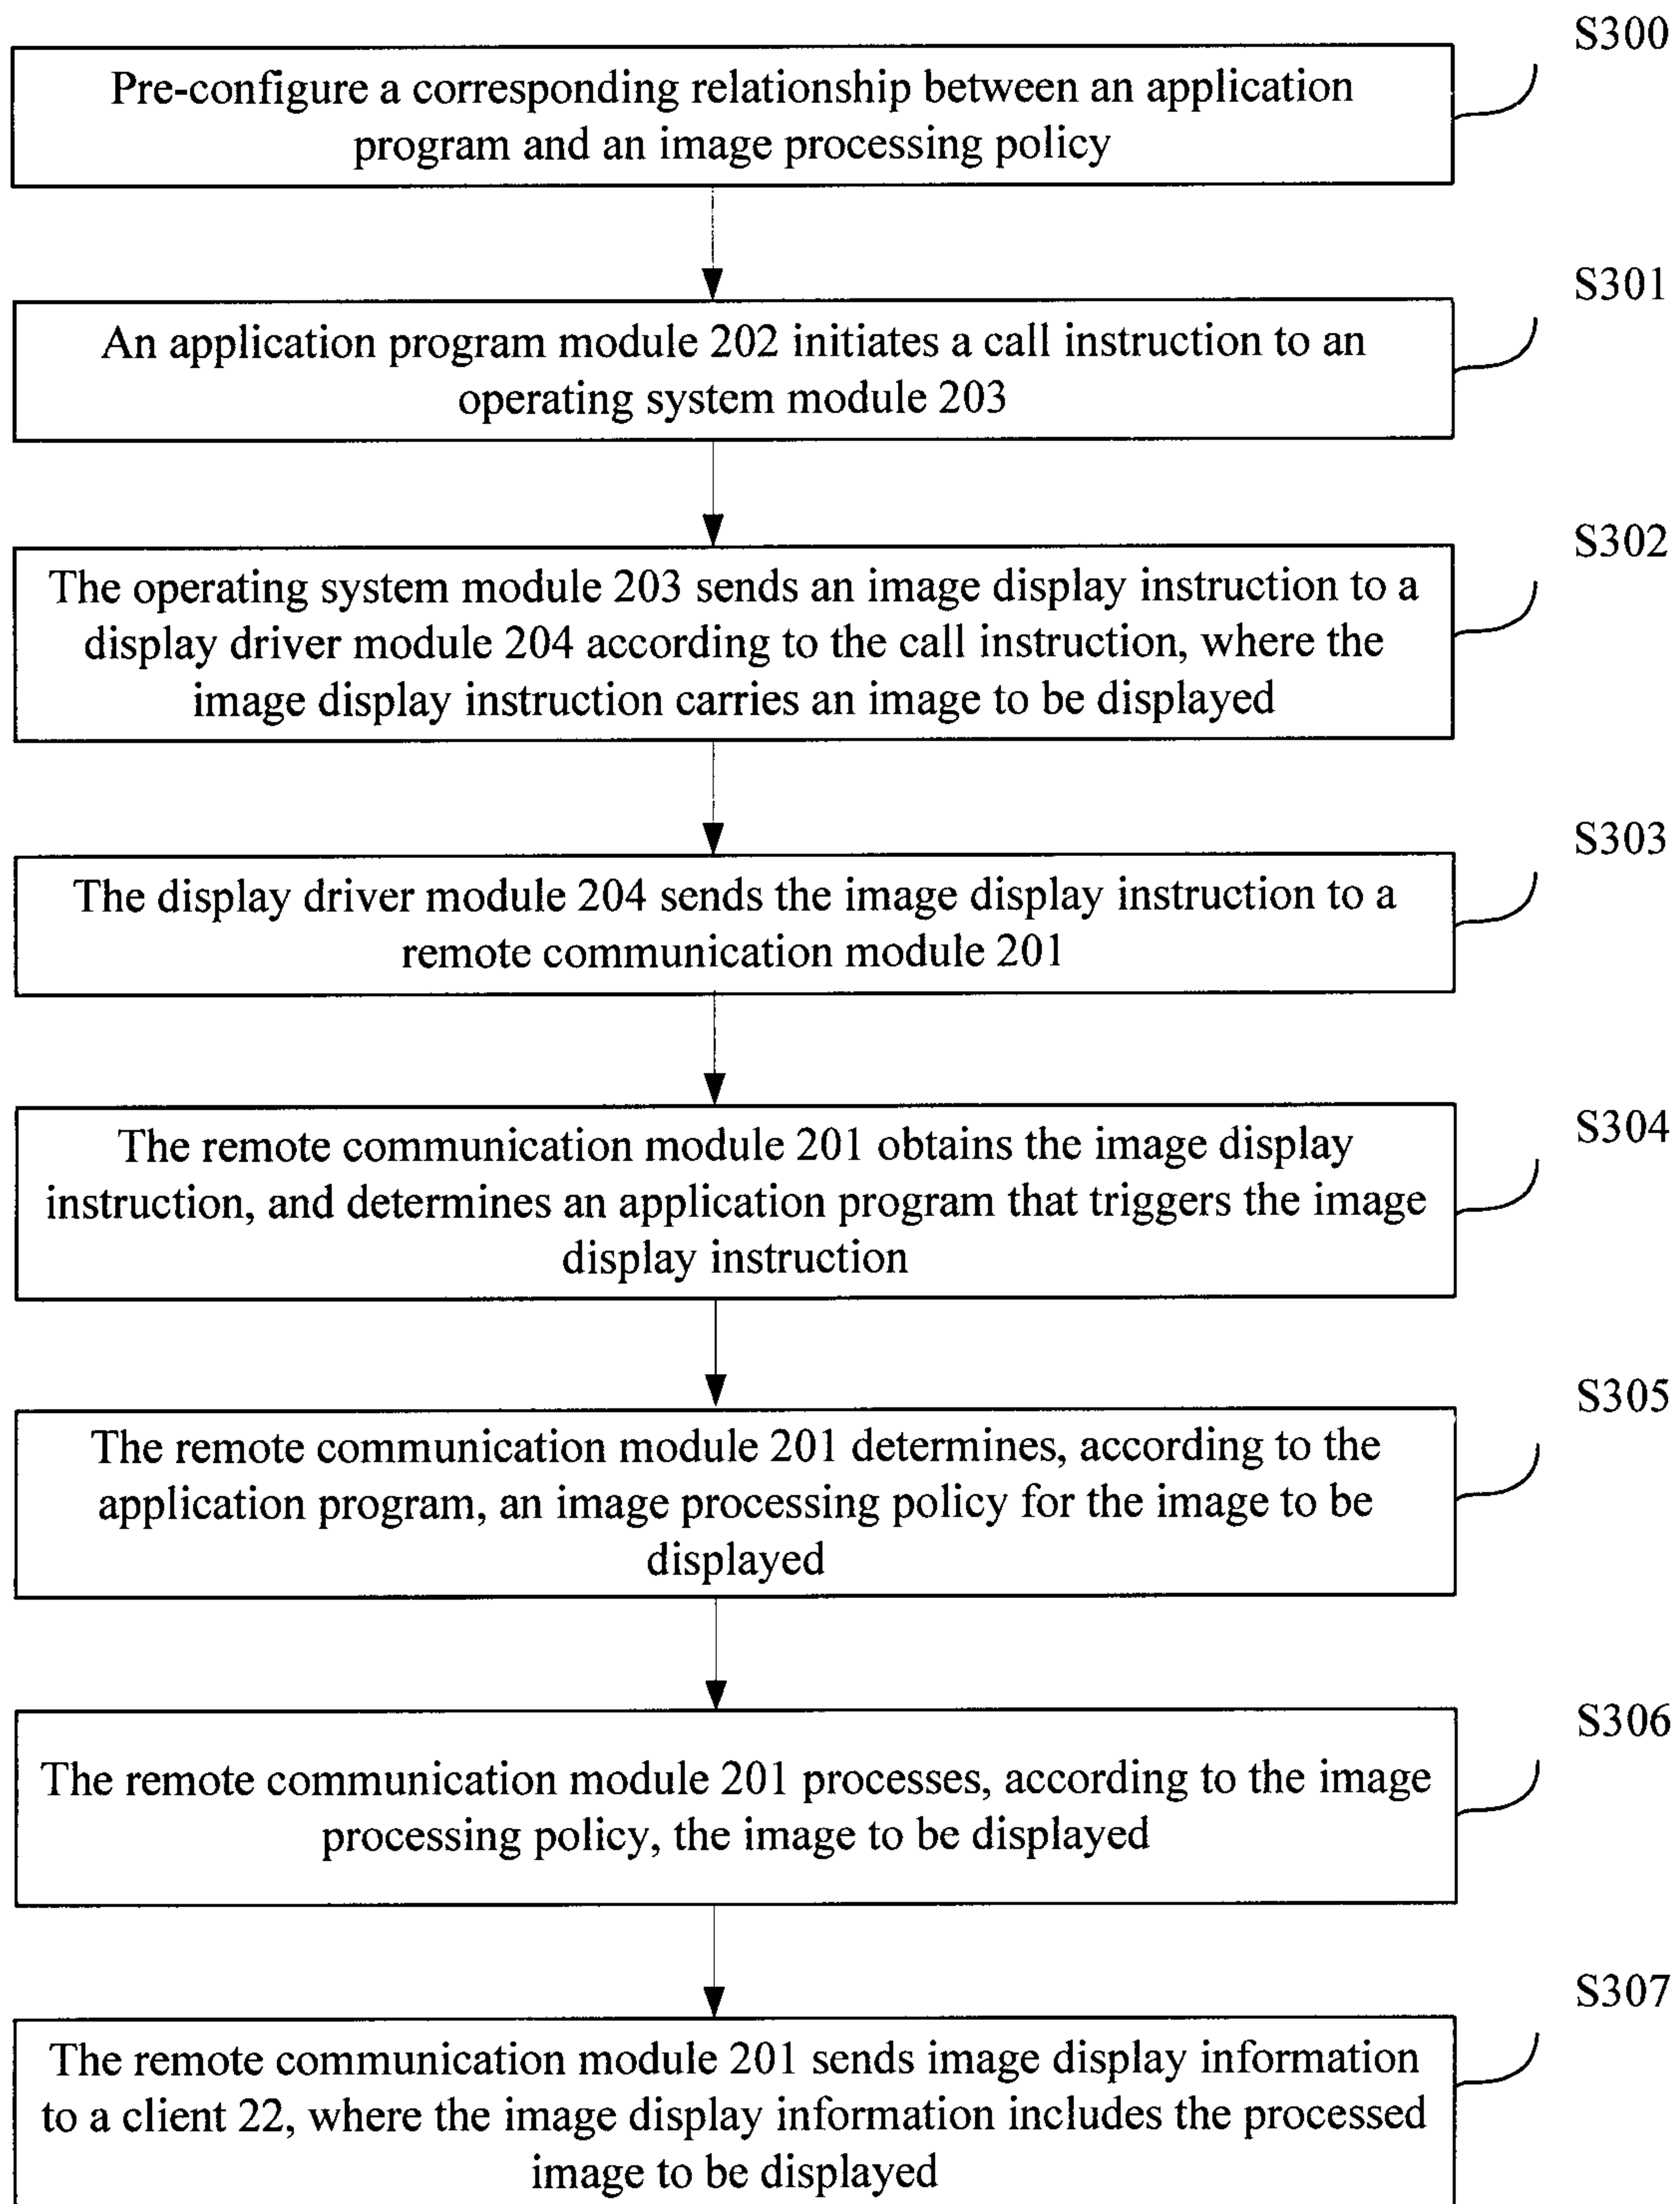 S300
Pre-configure a corresponding relationship between an application
program and an image processing policy
S301
An application program module 202 initiates a call instruction to an
operating system module 203
S302
The operating system module 203 sends an image display instruction to a
display driver module 204 according to the call instruction, where the
image display instruction carries an image to be displayed
S303
The display driver module 204 sends the image display instruction to a
remote communication module 201
S304
The remote communication module 201 obtains the image display
instruction, and determines an application program that triggers the image
display instruction
S305
The remote communication module 201 determines, according to the
application program, an image processing policy for the image to be
displayed
S306
The remote communication module 201 processes, according to the image
processing policy, the image to be displayed
S307
The remote communication module 201 sends image display information
to a client 22, where the image display information includes the processed
image to be displayed